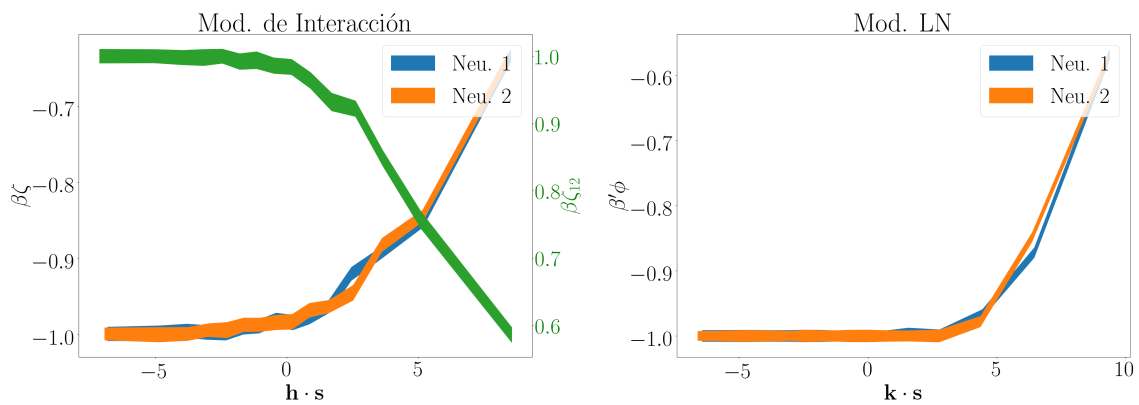 Mod. de Interacción
Neu. 1
Neu. 2
−0.7
−0.8
−0.9
−1.0
βζ
1.0
0.9
0.8
0.7
0.6
βζ₁₂
−5
0
5
h · s
Mod. LN
Neu. 1
Neu. 2
−0.6
−0.7
−0.8
−0.9
−1.0
β′ϕ
−5
0
5
10
k · s